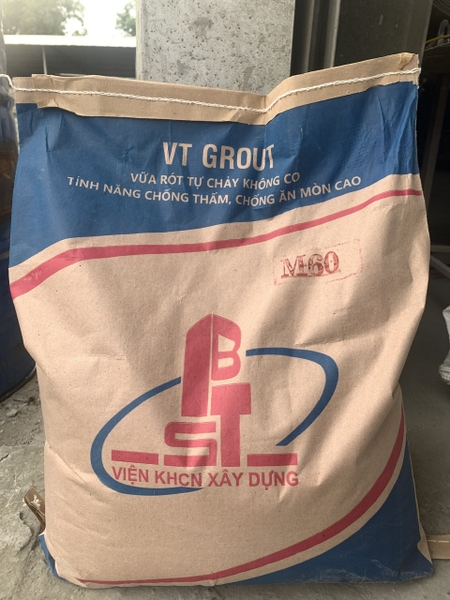 VT GROUT
VỮA RÓT TỰ CHẢY KHÔNG CO
TÍNH NĂNG CHỐNG THẤM, CHỐNG ĂN MÒN CAO
M60
B
ST
VIỆN KHCN XÂY DỰNG